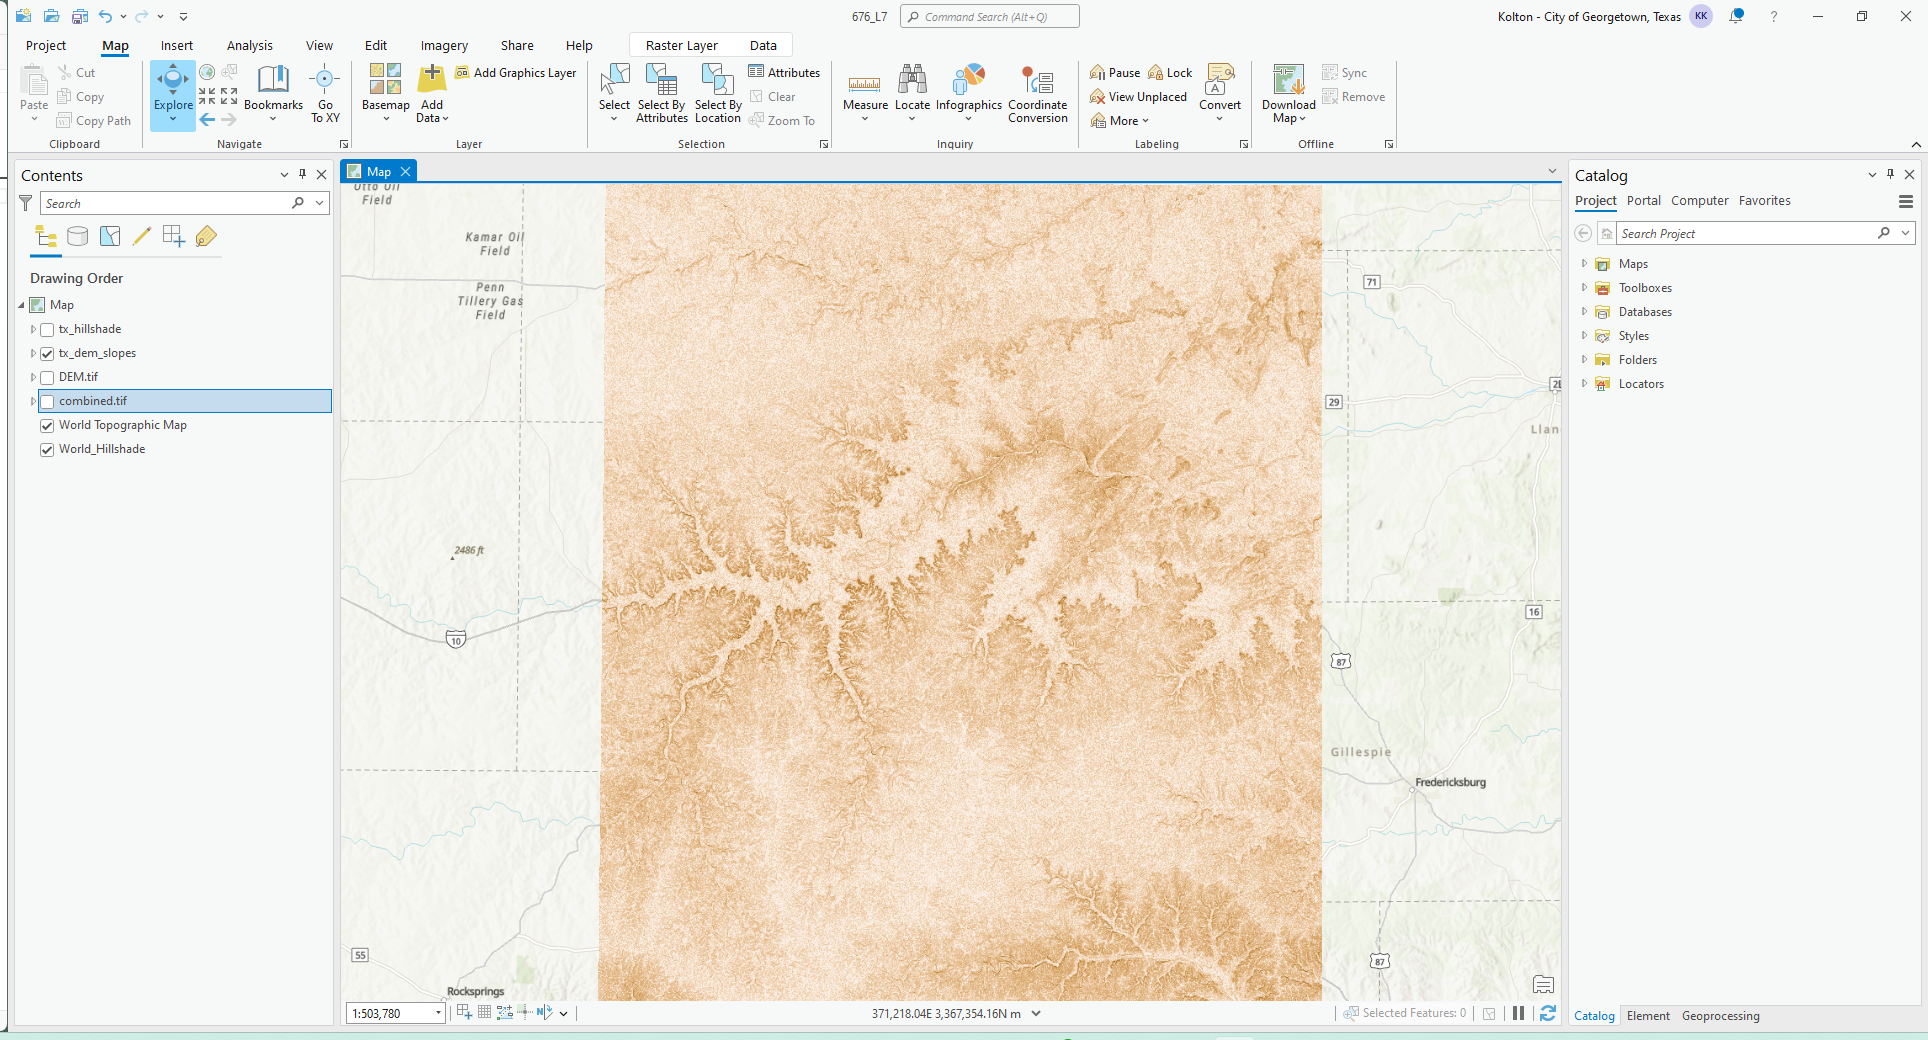 676_L7
Command Search (Alt+Q)
Kolton - City of Georgetown, Texas
KK
?
Project
Map
Insert
Analysis
View
Edit
Imagery
Share
Help
Raster Layer
Data
Paste
Cut
Copy
Copy Path
Clipboard
Explore
Bookmarks
Go
To XY
Navigate
Basemap
Add
Data
Add Graphics Layer
Layer
Select
Select By
Attributes
Select By
Location
Attributes
Clear
Zoom To
Selection
Measure
Locate
Infographics
Coordinate
Conversion
Inquiry
Pause
Lock
View Unplaced
More
Convert
Labeling
Download
Map
Sync
Remove
Offline
Contents
Search
Drawing Order
Map
tx_hillshade
tx_dem_slopes
DEM.tif
combined.tif
World Topographic Map
World_Hillshade
Map
Otto Oil
Field
Kamar Oil
Field
Penn
Tillery Gas
Field
2486 ft
10
55
Rocksprings
71
29
Llan
16
87
Gillespie
Fredericksburg
87
1:503,780
371,218.04E 3,367,354.16N m
Selected Features: 0
Catalog
Project
Portal
Computer
Favorites
Search Project
Maps
Toolboxes
Databases
Styles
Folders
Locators
Catalog
Element
Geoprocessing